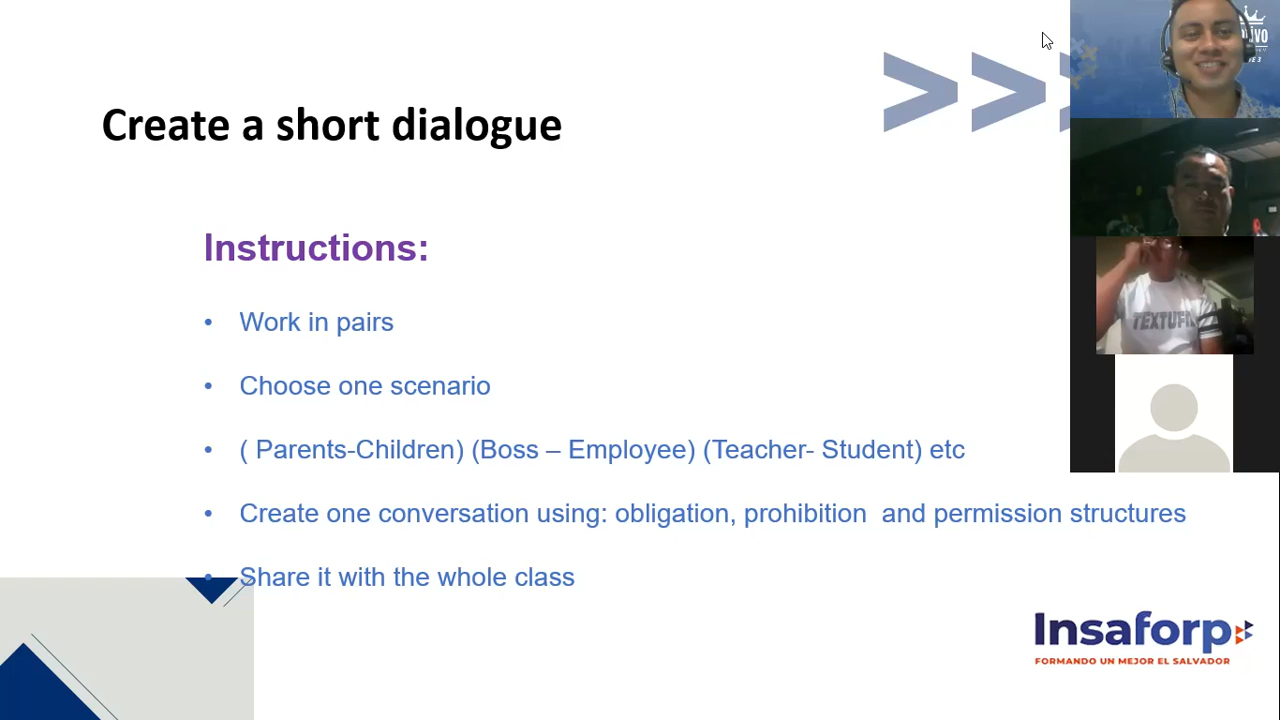 Create a short dialogue
Instructions:
• Work in pairs
• Choose one scenario
• ( Parents-Children) (Boss – Employee) (Teacher- Student) etc
• Create one conversation using: obligation, prohibition and permission structures
• Share it with the whole class
Insaforp
FORMANDO UN MEJOR EL SALVADOR